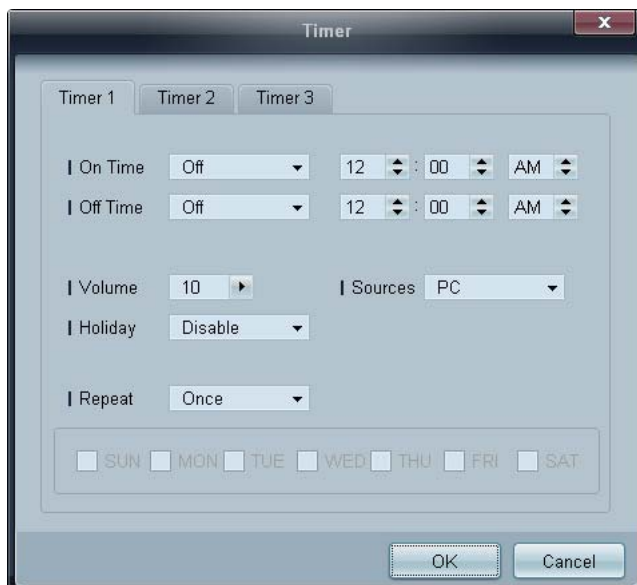 Timer
x
Timer 1 Timer 2 Timer 3
On Time Off 12 : 00 AM
Off Time Off 12 : 00 AM
Volume 10 Sources PC
Holiday Disable
Repeat Once
SUN MON TUE WED THU FRI SAT
OK Cancel